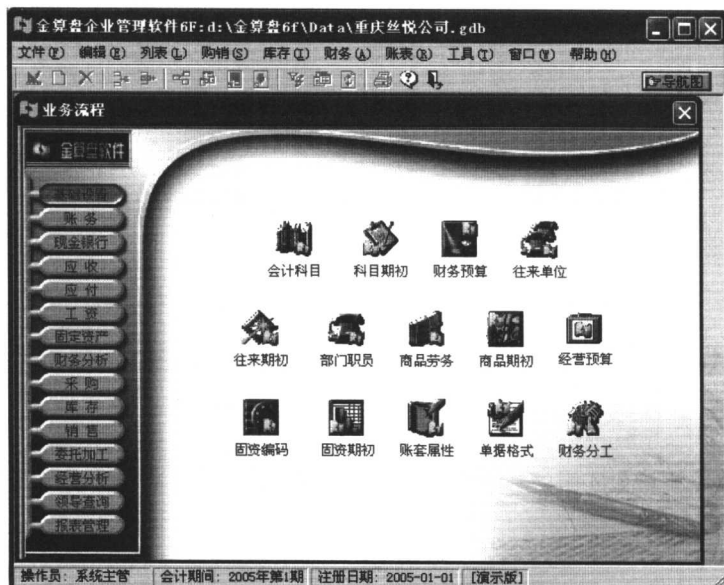 金算盘企业管理软件6F:d:\金算盘6f\Data\重庆丝悦公司.gdb
文件(F) 编辑(E) 列表(L) 购销(S) 库存(I) 财务(A) 账表(R) 工具(T) 窗口(W) 帮助(H)
导航图
业务流程
金算盘软件
基础设置
账务
现金银行
应收
应付
工资
固定资产
财务分析
采购
库存
销售
委托加工
经营分析
领导查询
报表管理
会计科目 科目期初 财务预算 往来单位
往来期初 部门职员 商品劳务 商品期初 经营预算
固资编码 固资期初 账套属性 单据格式 财务分工
操作员: 系统主管 会计期间: 2005年第1期 注册日期: 2005-01-01 [演示版]